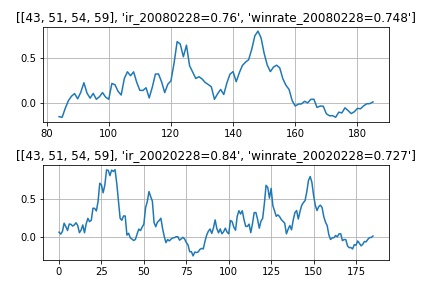 [[43, 51, 54, 59], 'ir_20080228=0.76', 'winrate_20080228=0.748']
0.5
0.0
80 100 120 140 160 180
[[43, 51, 54, 59], 'ir_20020228=0.84', 'winrate_20020228=0.727']
0.5
0.0
0 25 50 75 100 125 150 175